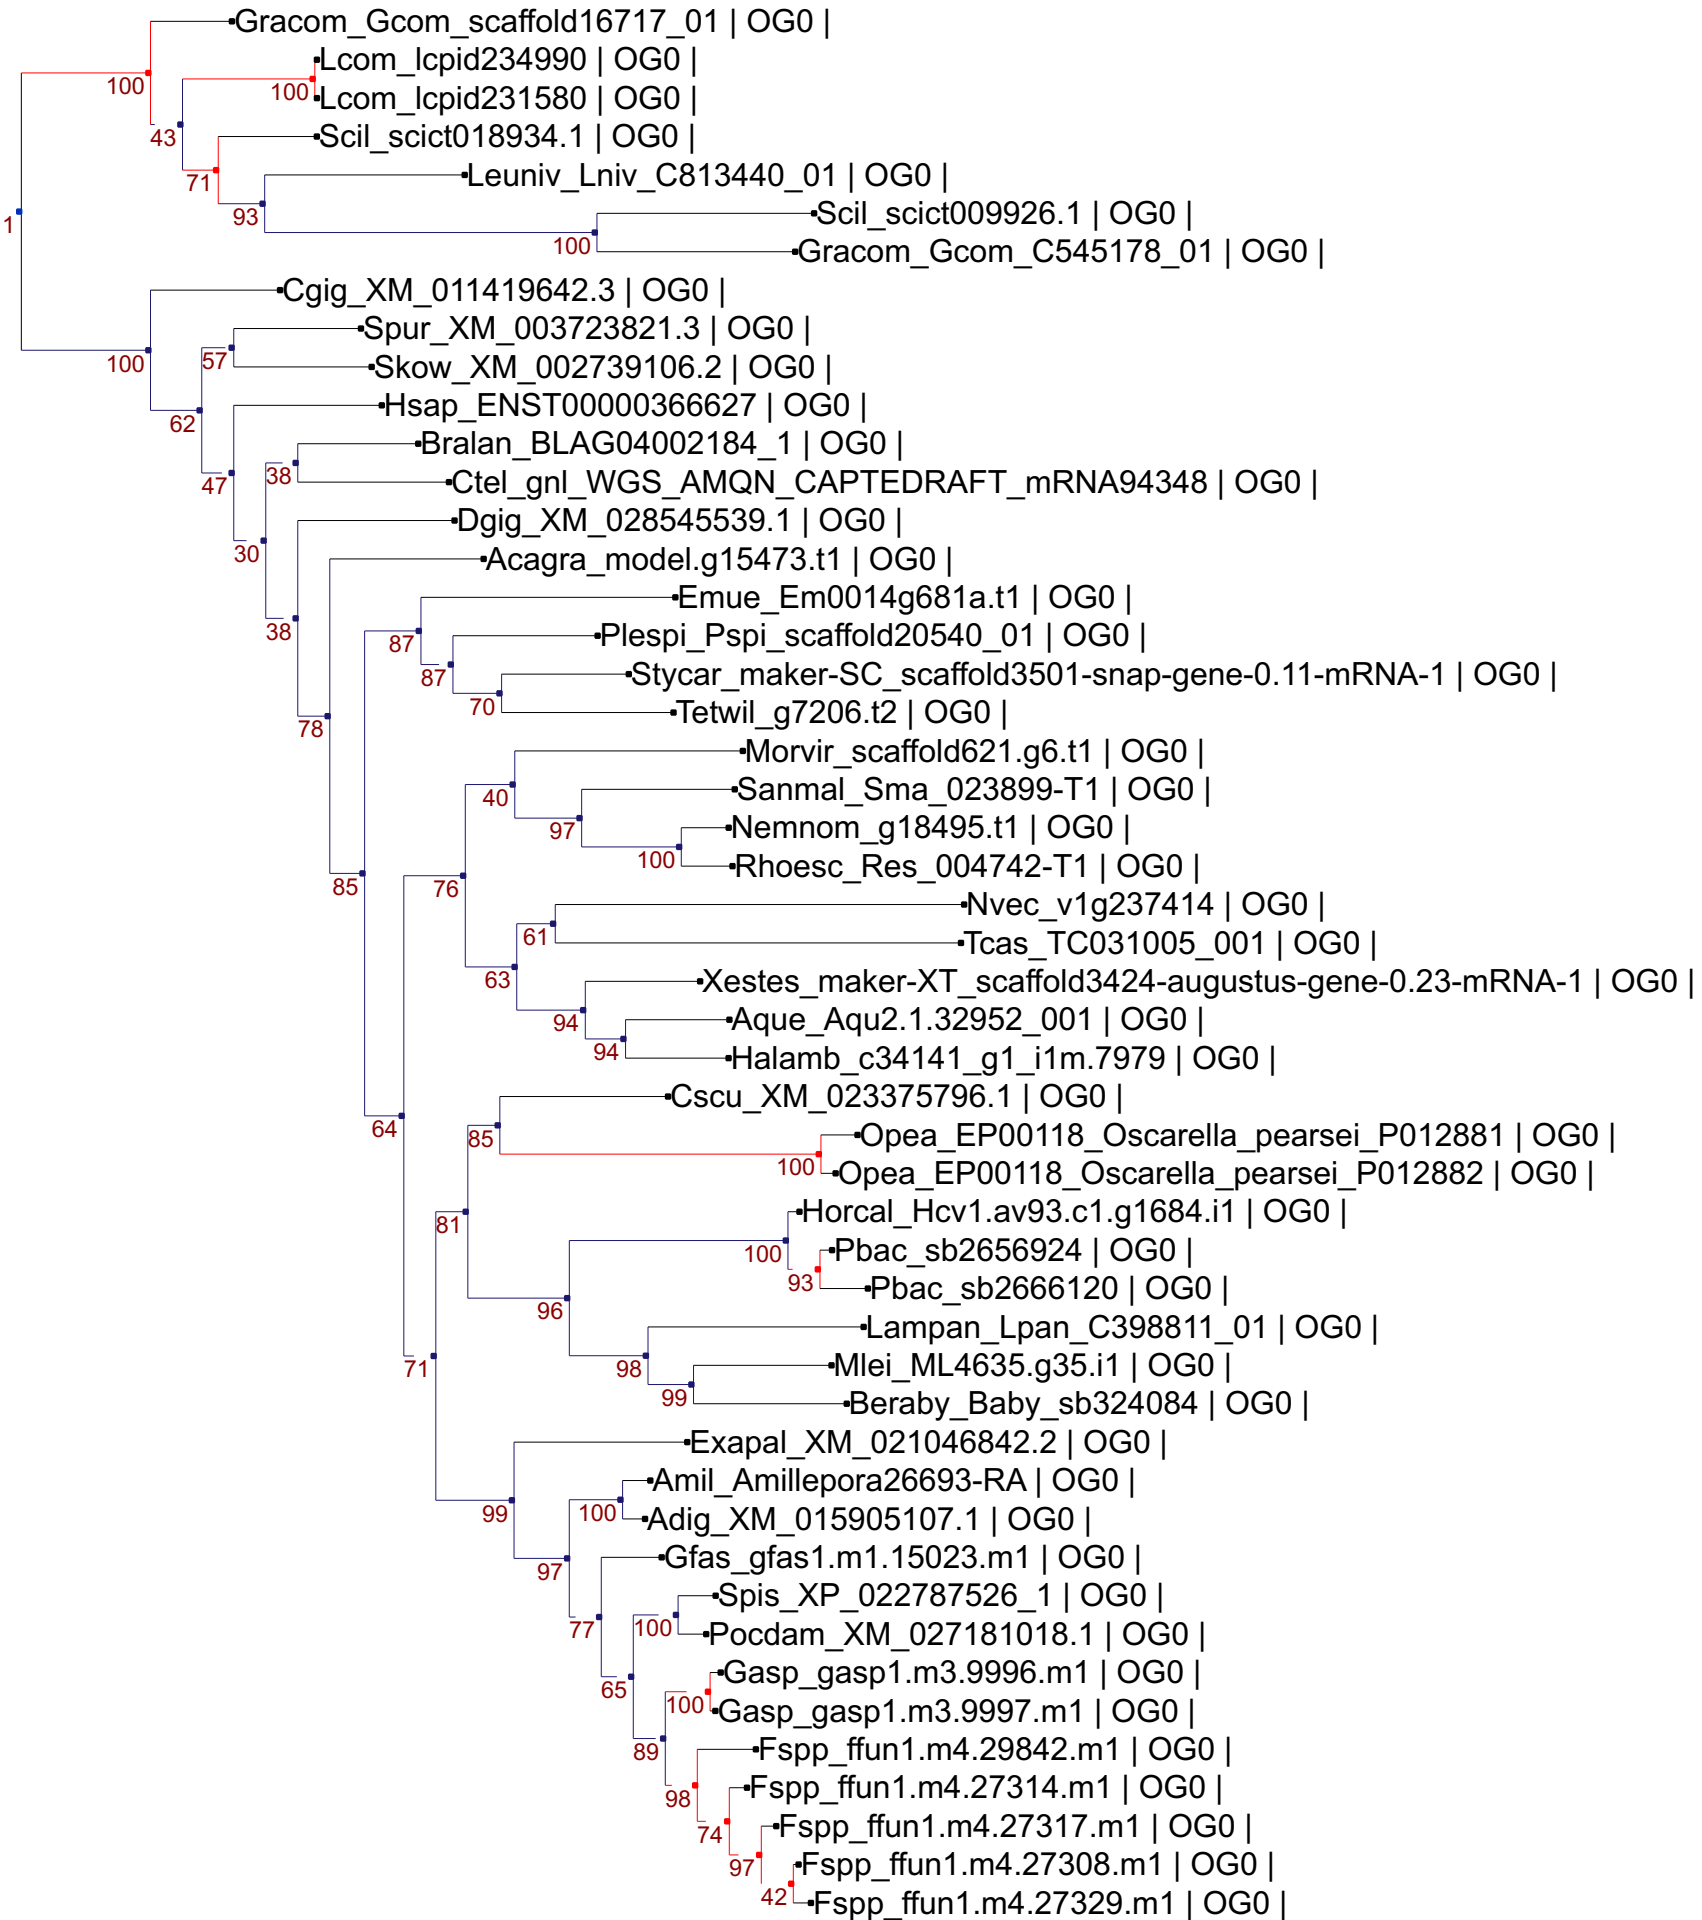 Gracom_Gcom_scaffold16717_01 | OG0 |
Lcom_lcpid234990 | OG0 |
100
100
Lcom_lcpid231580 | OG0 |
43
Scil_scict018934.1 | OG0 |
71
Leuniv_Lniv_C813440_01 | OG0 |
93
Scil_scict009926.1 | OG0 |
1
100
Gracom_Gcom_C545178_01 | OG0 |
Cgig_XM_011419642.3 | OG0 |
Spur_XM_003723821.3 | OG0 |
100
57
Skow_XM_002739106.2 | OG0 |
Hsap_ENST00000366627 | OG0 |
62
Bralan_BLAG04002184_1 | OG0 |
38
47
Ctel_gnl_WGS_AMQN_CAPTEDRAFT_mRNA94348 | OG0 |
Dgig_XM_028545539.1 | OG0 |
30
Acagra_model.g15473.t1 | OG0 |
Emue_Em0014g681a.t1 | OG0 |
38
87
Plespi_Pspi_scaffold20540_01 | OG0 |
87
Stycar_maker-SC_scaffold3501-snap-gene-0.11-mRNA-1 | OG0 |
70
Tetwil_g7206.t2 | OG0 |
78
Morvir_scaffold621.g6.t1 | OG0 |
40
Sanmal_Sma_023899-T1 | OG0 |
97
Nemnom_g18495.t1 | OG0 |
100
Rhoesc_Res_004742-T1 | OG0 |
85
76
Nvec_v1g237414 | OG0 |
61
Tcas_TC031005_001 | OG0 |
63
Xestes_maker-XT_scaffold3424-augustus-gene-0.23-mRNA-1 | OG0 |
94
Aque_Aqu2.1.32952_001 | OG0 |
94
Halamb_c34141_g1_i1m.7979 | OG0 |
Cscu_XM_023375796.1 | OG0 |
64
85
Opea_EP00118_Oscarella_pearsei_P012881 | OG0 |
100
Opea_EP00118_Oscarella_pearsei_P012882 | OG0 |
81
Horcal_Hcv1.av93.c1.g1684.i1 | OG0 |
100
Pbac_sb2656924 | OG0 |
93
Pbac_sb2666120 | OG0 |
96
Lampan_Lpan_C398811_01 | OG0 |
71
98
Mlei_ML4635.g35.i1 | OG0 |
99
Beraby_Baby_sb324084 | OG0 |
Exapal_XM_021046842.2 | OG0 |
Amil_Amillepora26693-RA | OG0 |
99
100
Adig_XM_015905107.1 | OG0 |
Gfas_gfas1.m1.15023.m1 | OG0 |
97
Spis_XP_022787526_1 | OG0 |
77
100
Pocdam_XM_027181018.1 | OG0 |
Gasp_gasp1.m3.9996.m1 | OG0 |
65
100
Gasp_gasp1.m3.9997.m1 | OG0 |
89
Fspp_ffun1.m4.29842.m1 | OG0 |
Fspp_ffun1.m4.27314.m1 | OG0 |
98
Fspp_ffun1.m4.27317.m1 | OG0 |
74
Fspp_ffun1.m4.27308.m1 | OG0 |
97
42
Fspp_ffun1.m4.27329.m1 | OG0 |